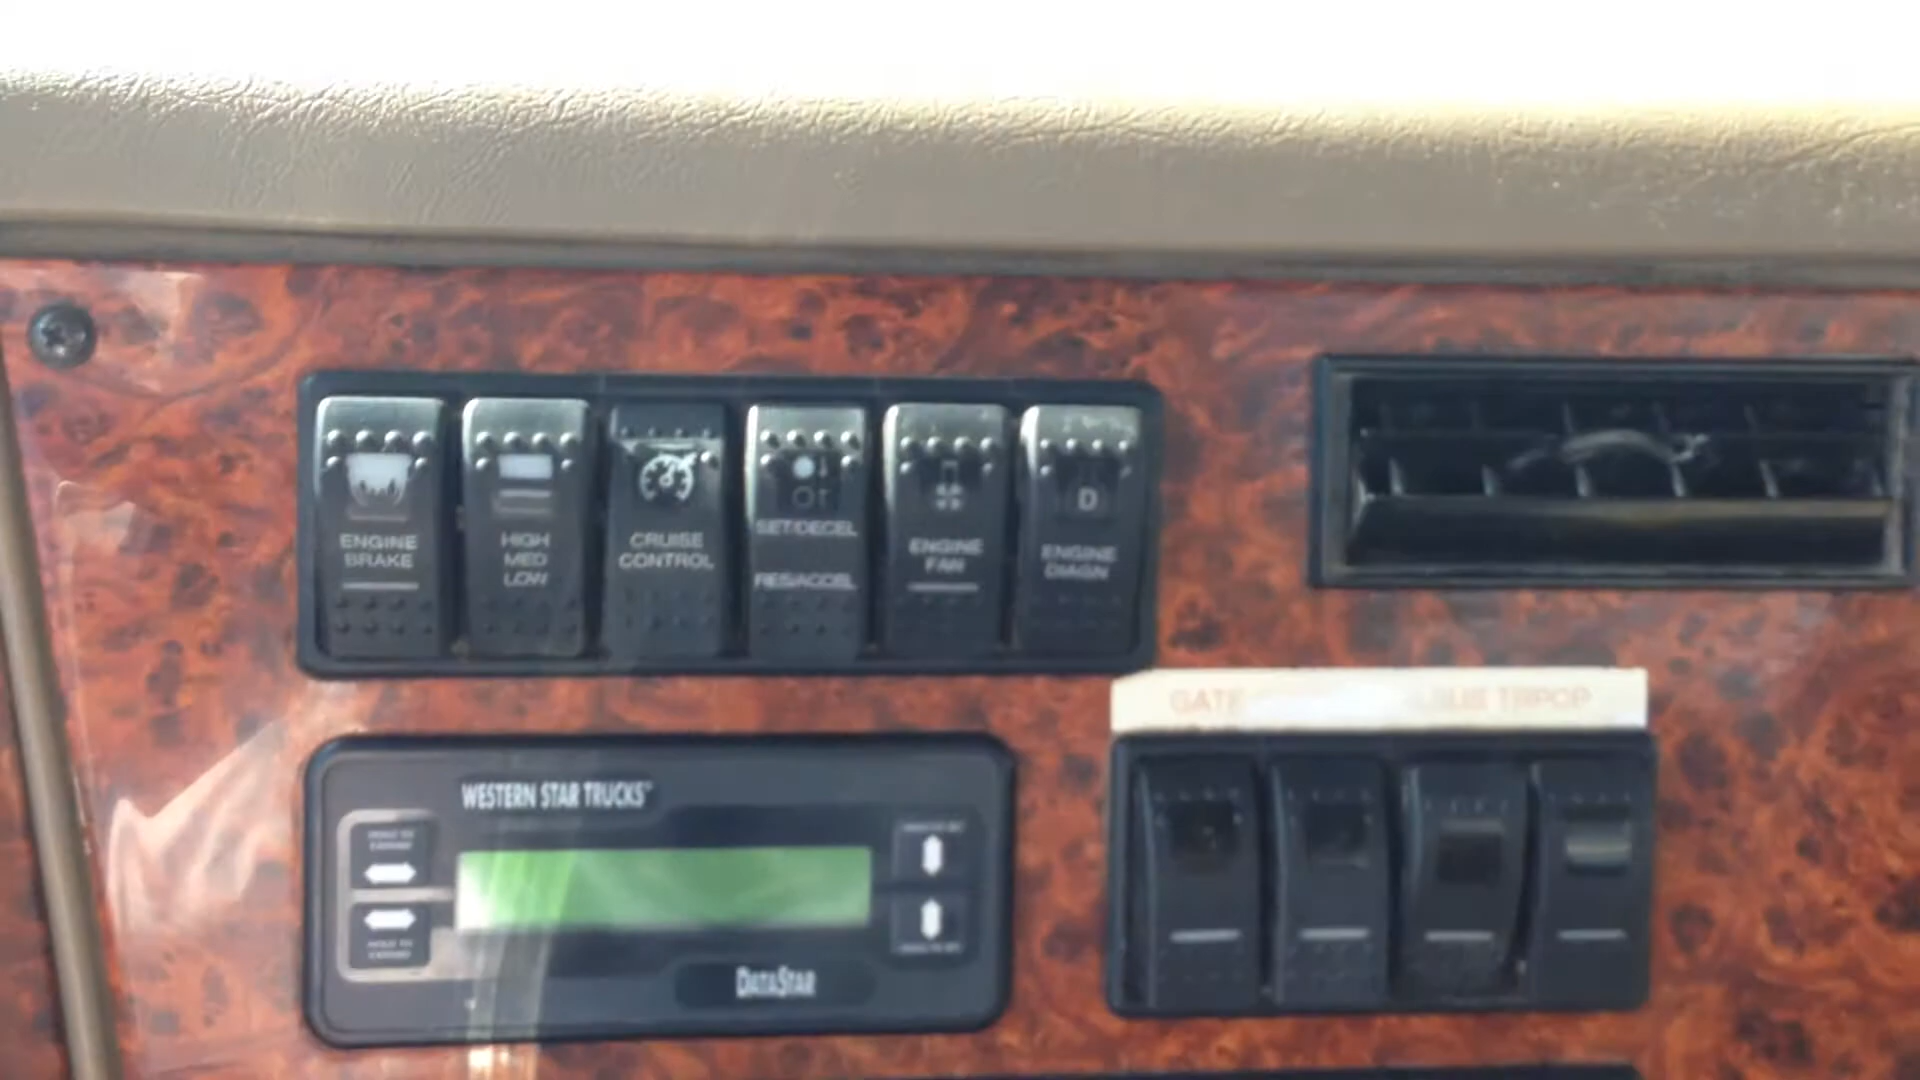 ENGINE
BRAKE
HIGH
MED
LOW
CRUISE
CONTROL
SET/DECEL
RES/ACCEL
ENGINE
FAN
D
ENGINE
DIAGN
GATE
WESTERN STAR TRUCKS
DATASTAR